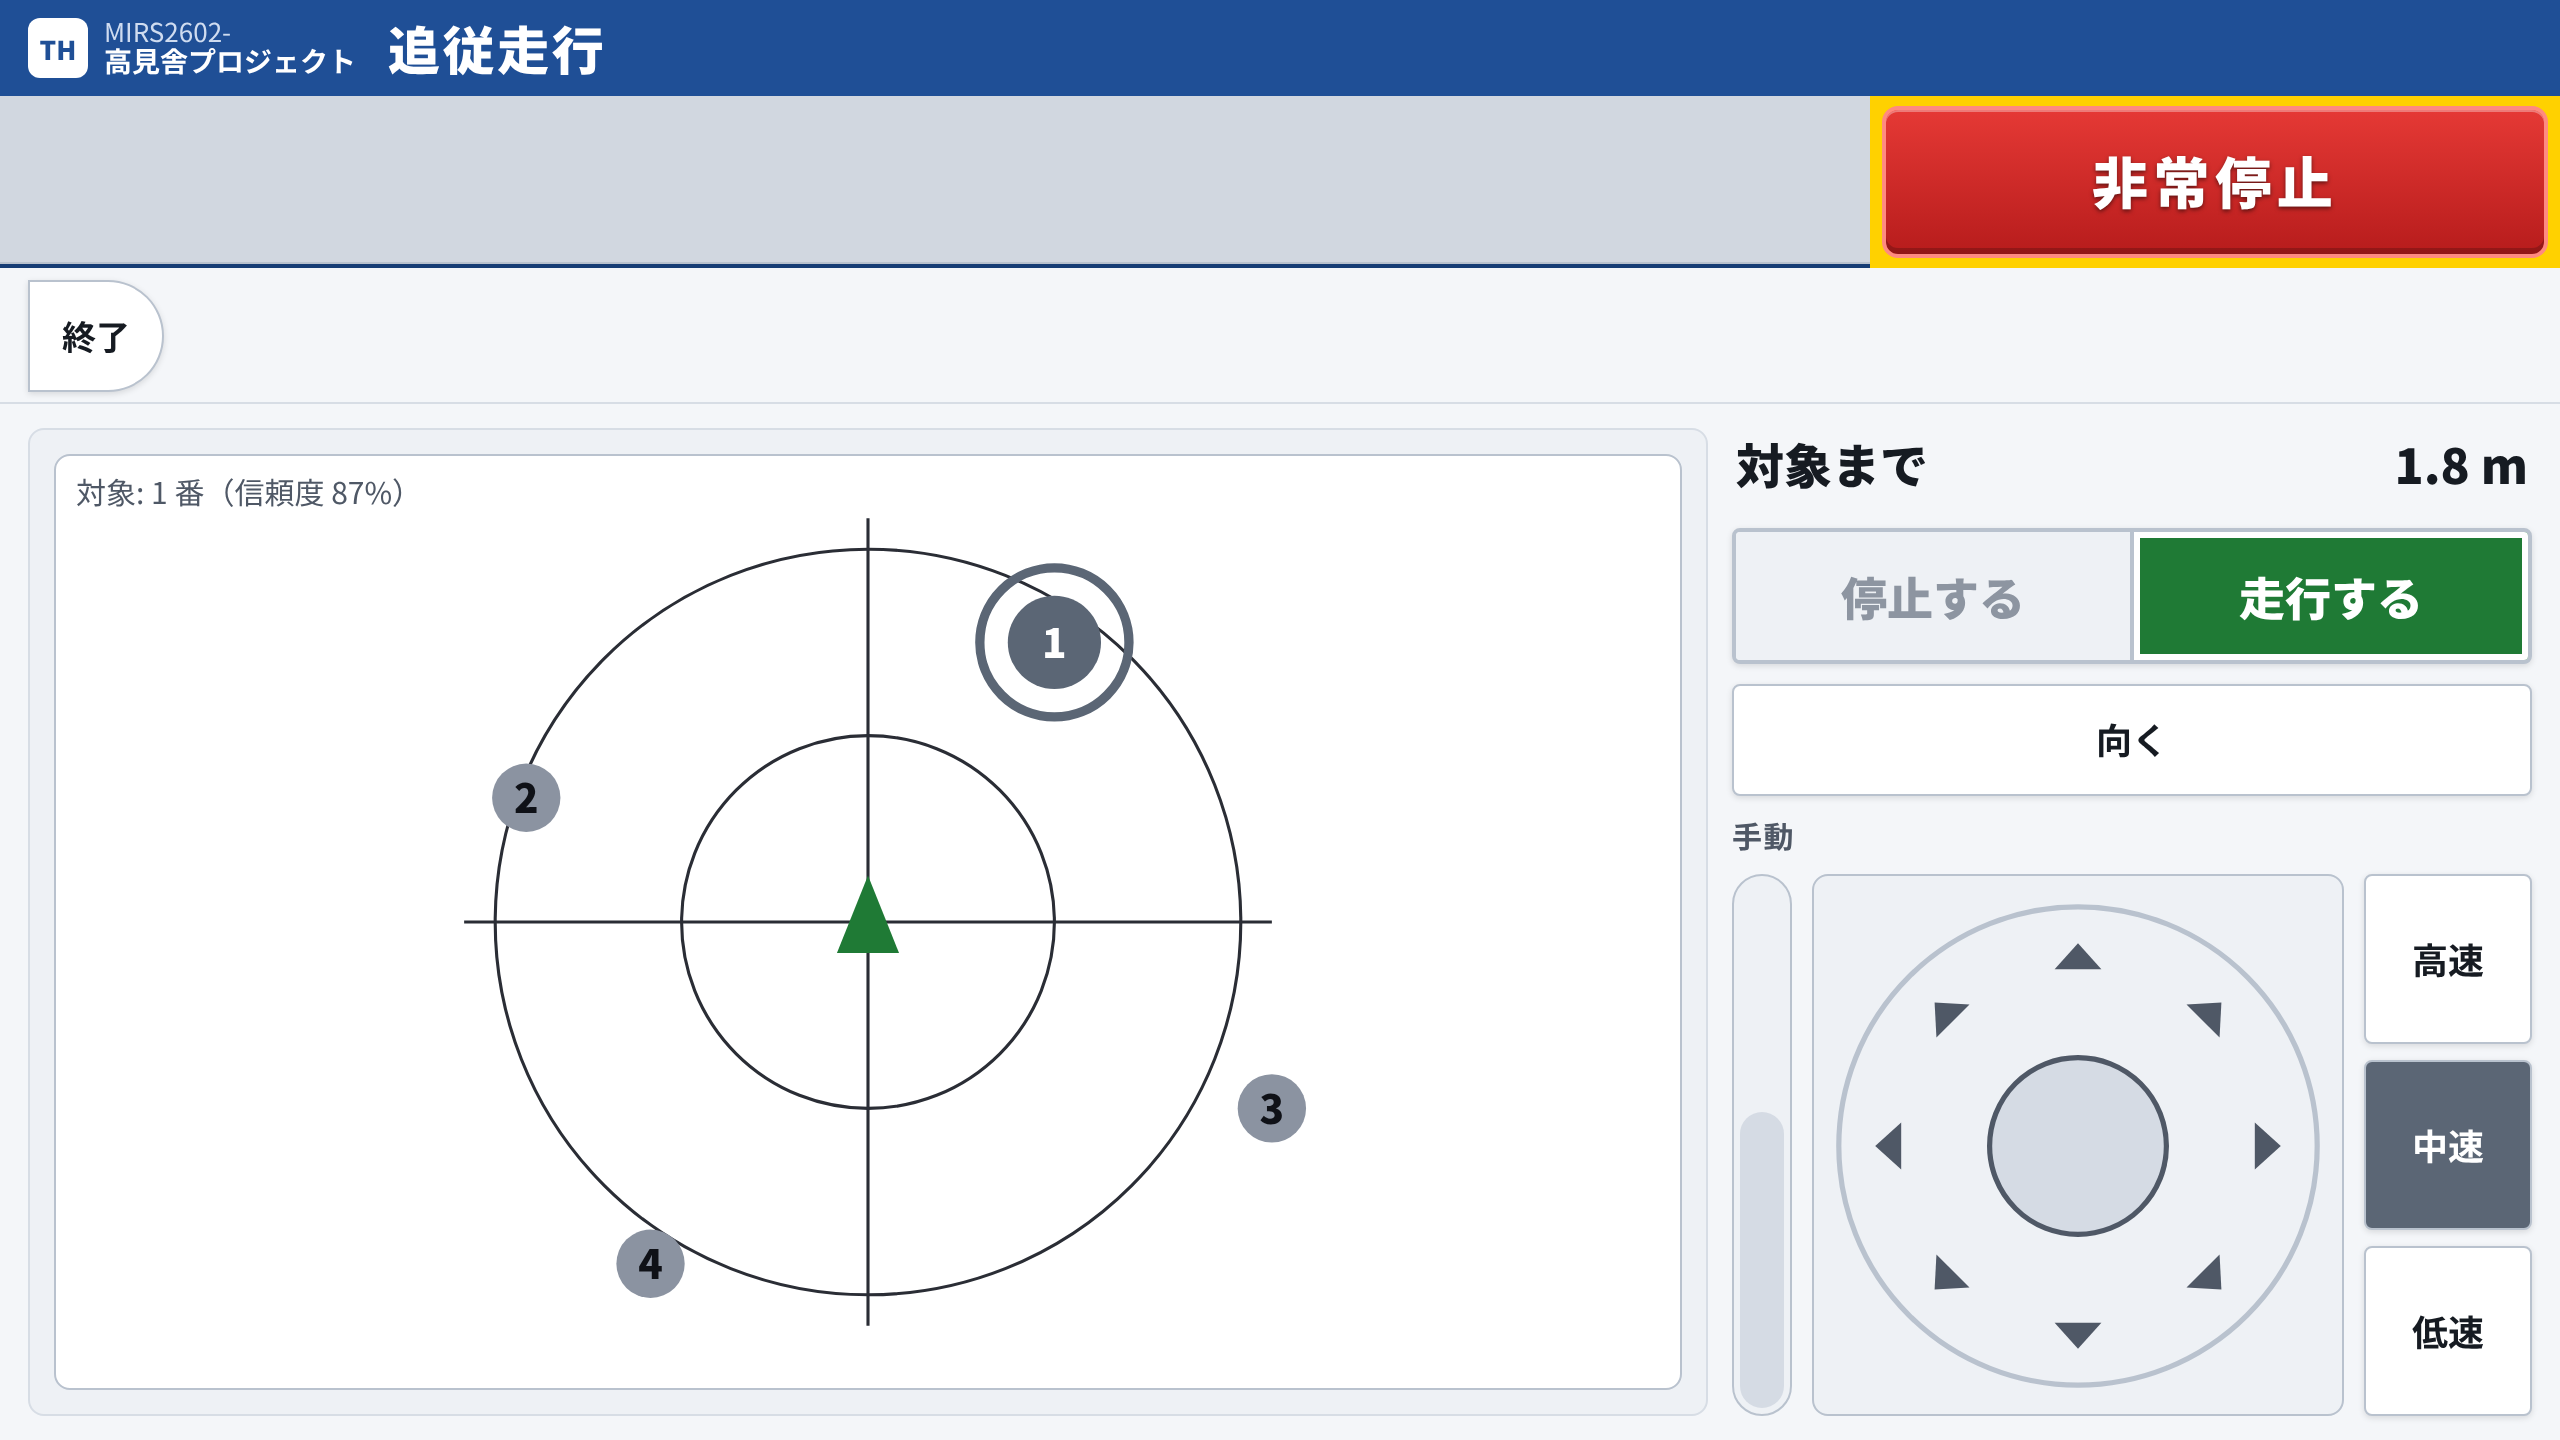 TH
MIRS2602-
高見舎プロジェクト
追従走行
非常停止
終了
対象: 1 番（信頼度 87%）
1
2
3
4
対象まで
1.8 m
停止する
走行する
向く
手動
高速
中速
低速